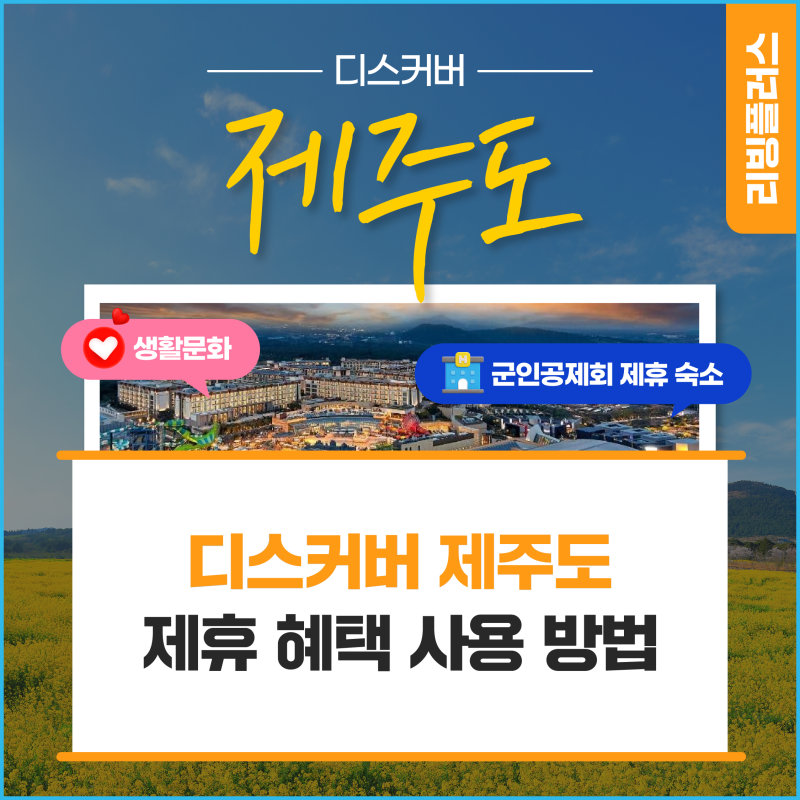 디스커버
리빙플러스
제주도
생활문화
군인공제회 제휴 숙소
디스커버 제주도
제휴 혜택 사용 방법